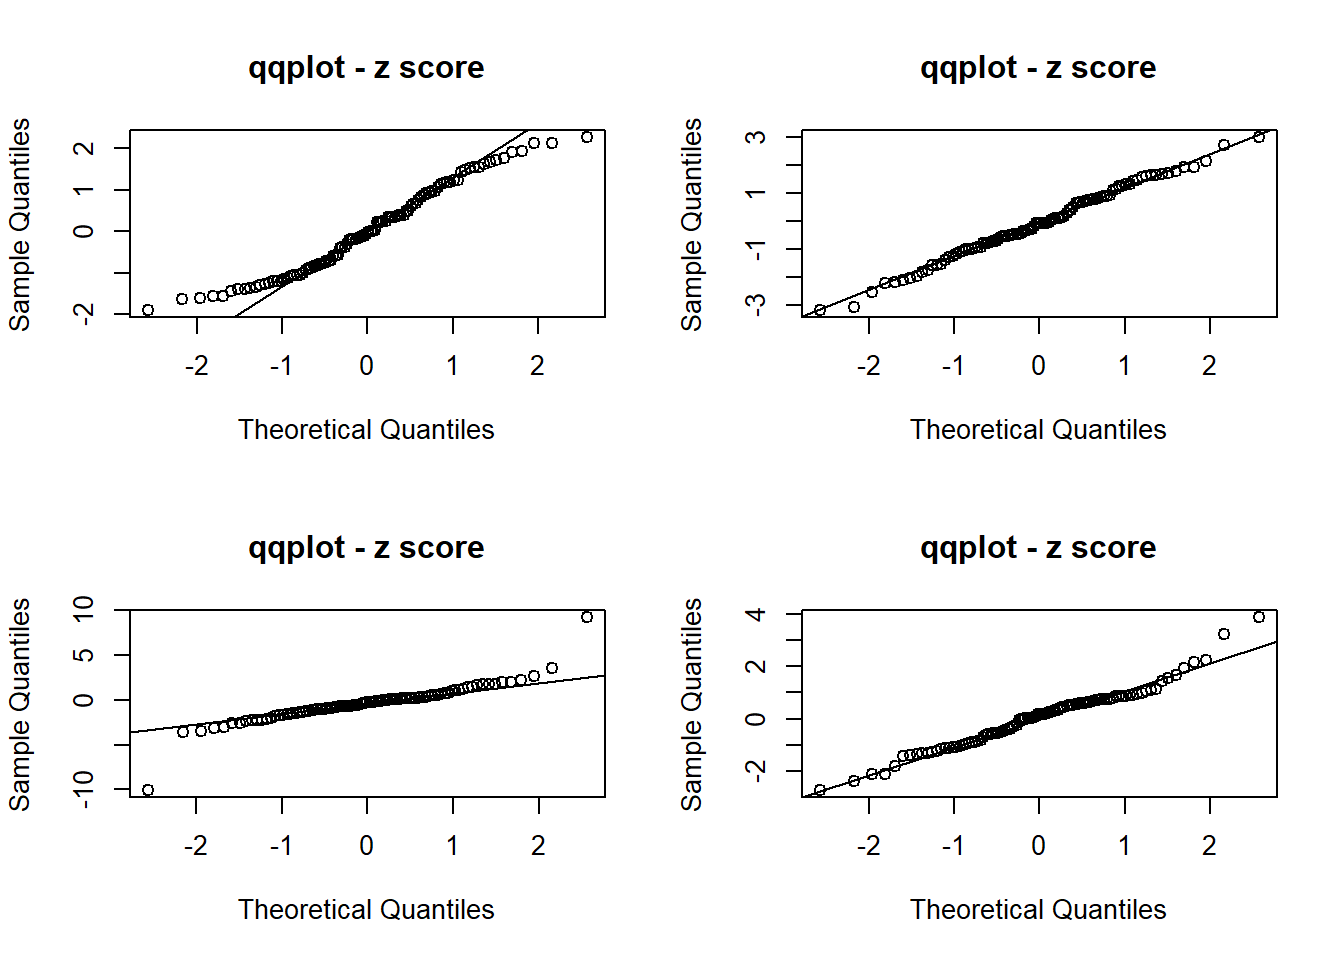 qqplot - z score
Sample Quantiles
2
1
0
-2
-2 -1 0 1 2
Theoretical Quantiles
qqplot - z score
Sample Quantiles
3
1
-1
-3
-2 -1 0 1 2
Theoretical Quantiles
qqplot - z score
Sample Quantiles
10
5
0
-10
-2 -1 0 1 2
Theoretical Quantiles
qqplot - z score
Sample Quantiles
4
2
0
-2
-2 -1 0 1 2
Theoretical Quantiles